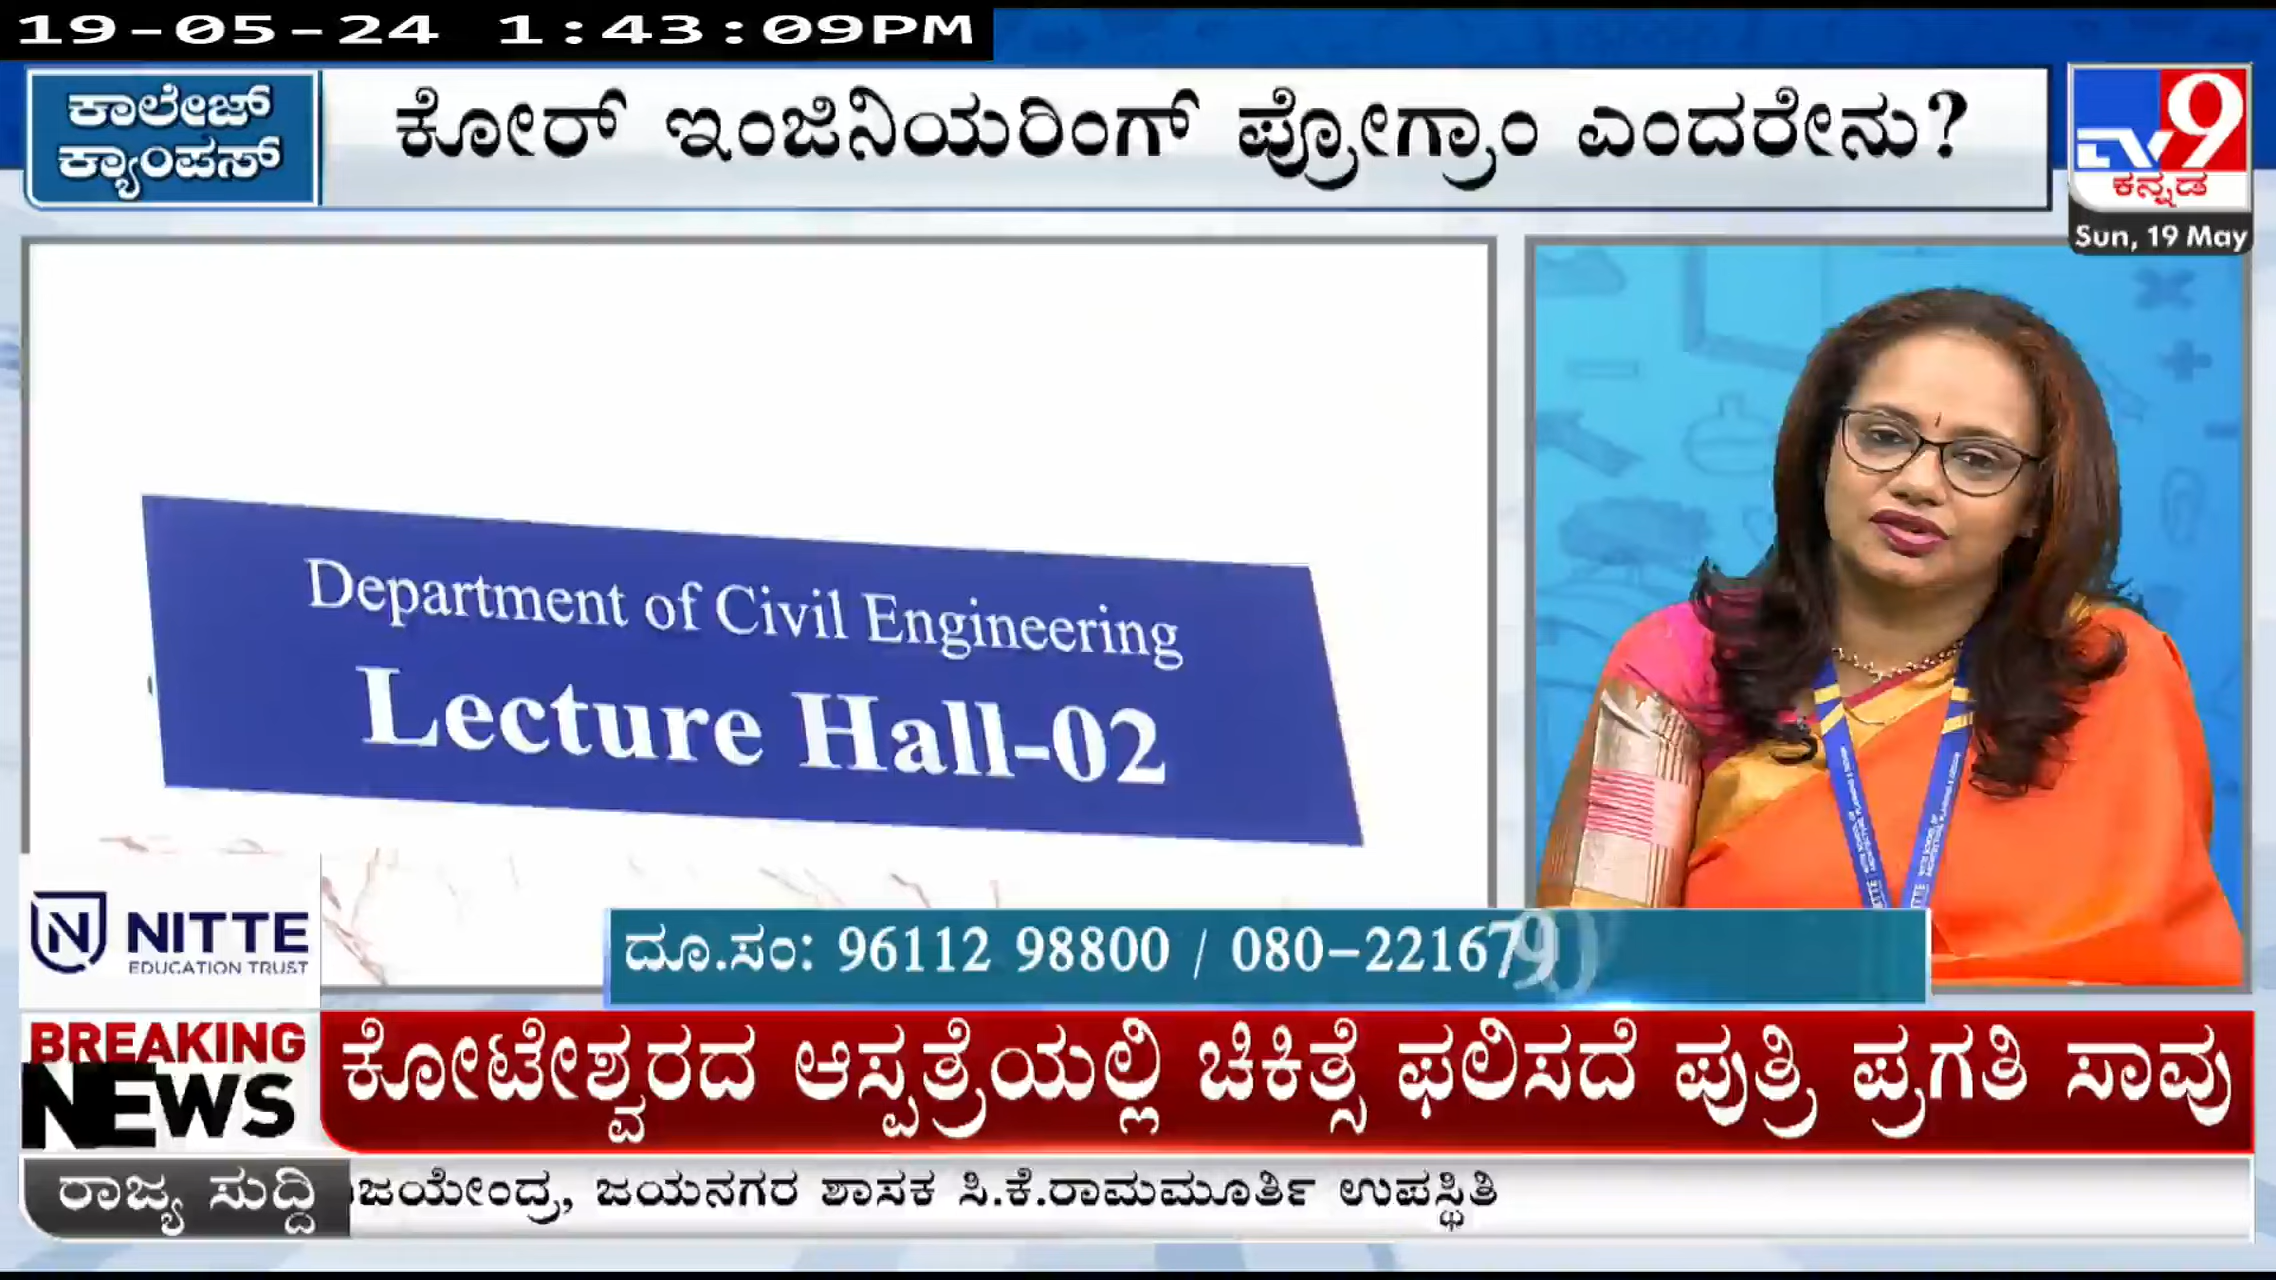 19-05-24 1:43:09PM
ಕಾಲೇಜ್
ಕ್ಯಾಂಪಸ್
ಕೋರ್ ಇಂಜಿನಿಯರಿಂಗ್ ಪ್ರೋಗ್ರಾಂ ಎಂದರೇನು?
TV9
ಕನ್ನಡ
Sun, 19 May
Department of Civil Engineering
Lecture Hall-02
NITTE
EDUCATION TRUST
ದೂ.ಸಂ: 96112 98800 / 080-22167
BREAKING
NEWS
ಕೋಟೇಶ್ವರದ ಆಸ್ಪತ್ರೆಯಲ್ಲಿ ಚಿಕಿತ್ಸೆ ಫಲಿಸದೆ ಪುತ್ರಿ ಪ್ರಗತಿ ಸಾವು
ರಾಜ್ಯ ಸುದ್ದಿ
ಜಯೇಂದ್ರ, ಜಯನಗರ ಶಾಸಕ ಸಿ.ಕೆ.ರಾಮಮೂರ್ತಿ ಉಪಸ್ಥಿತಿ